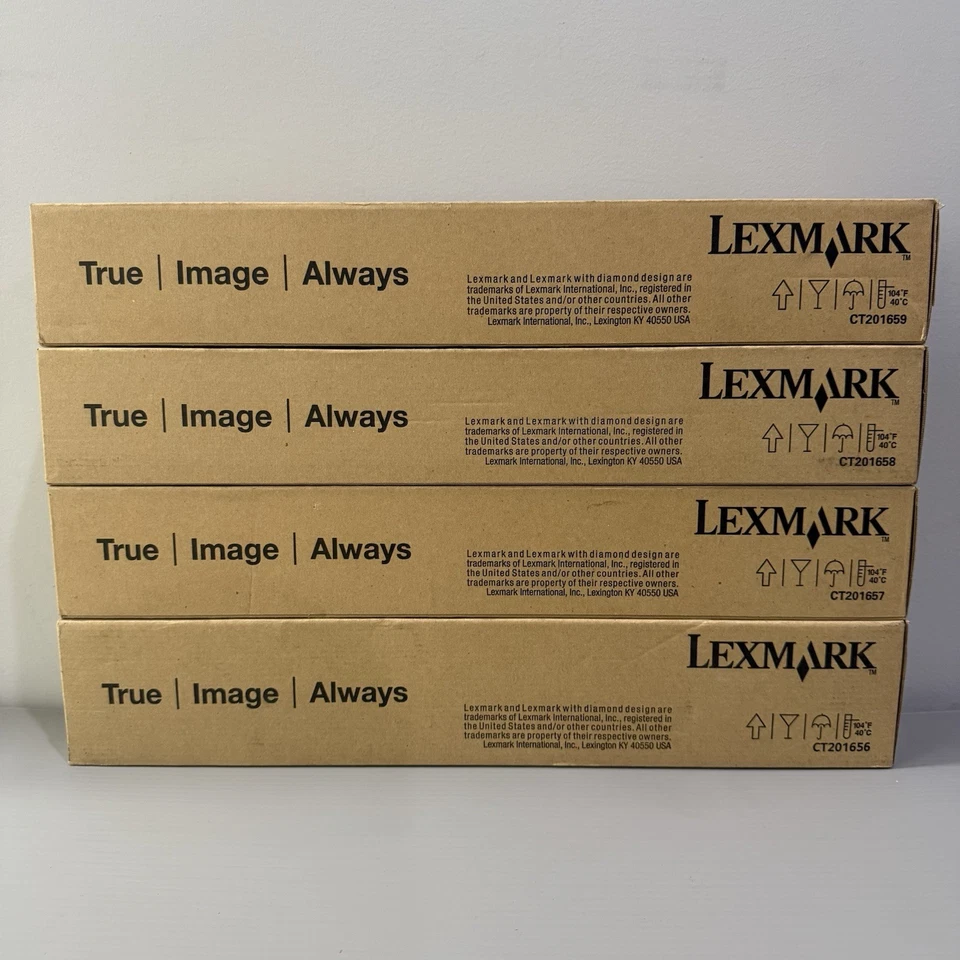 True | Image | Always
LEXMARK™
Lexmark and Lexmark with diamond design are
trademarks of Lexmark International, Inc., registered in
the United States and/or other countries. All other
trademarks are property of their respective owners.
Lexmark International, Inc., Lexington KY 40550 USA
104°F
40°C
CT201659
True | Image | Always
LEXMARK™
Lexmark and Lexmark with diamond design are
trademarks of Lexmark International, Inc., registered in
the United States and/or other countries. All other
trademarks are property of their respective owners.
Lexmark International, Inc., Lexington KY 40550 USA
104°F
40°C
CT201658
True | Image | Always
LEXMARK™
Lexmark and Lexmark with diamond design are
trademarks of Lexmark International, Inc., registered in
the United States and/or other countries. All other
trademarks are property of their respective owners.
Lexmark International, Inc., Lexington KY 40550 USA
104°F
40°C
CT201657
True | Image | Always
LEXMARK™
Lexmark and Lexmark with diamond design are
trademarks of Lexmark International, Inc., registered in
the United States and/or other countries. All other
trademarks are property of their respective owners.
Lexmark International, Inc., Lexington KY 40550 USA
104°F
40°C
CT201656